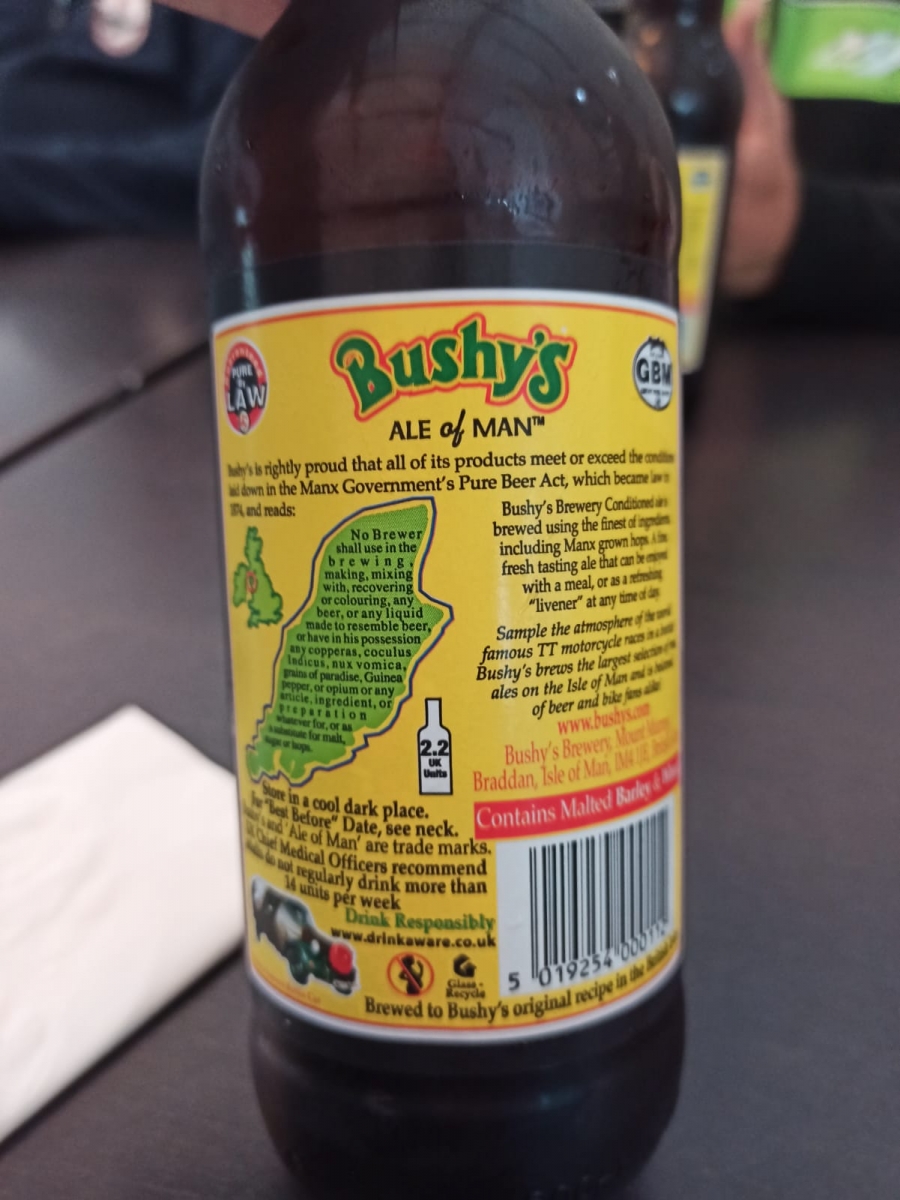 PURE
BY
LAW
Bushy's
GBM
ALE of MAN™
Bushy's is rightly proud that all of its products meet or exceed the conditions
laid down in the Manx Government's Pure Beer Act, which became law in
1874, and reads:
No Brewer
shall use in the
brewing,
making, mixing
with, recovering
or colouring, any
beer, or any liquid
made to resemble beer,
or have in his possession
any copperas, coculus
Indicus, nux vomica,
grains of paradise, Guinea
pepper, or opium or any
article, ingredient, or
preparation
whatever for, or as
a substitute for malt,
sugar or hops.
Bushy's Brewery Conditioned ale is
brewed using the finest of ingredients
including Manx grown hops. A fine
fresh tasting ale that can be enjoyed
with a meal, or as a refreshing
"livener" at any time of day.
Sample the atmosphere of the world
famous TT motorcycle races in a bottle
Bushy's brews the largest selection of
ales on the Isle of Man and is
of beer and bike fans alike!
www.bushys.com
Bushy's Brewery, Mount Murray,
Braddan, Isle of Man, IM4
2.2
UK
Units
Contains Malted Barley &
Store in a cool dark place.
For "Best Before" Date, see neck.
Bushy's and 'Ale of Man' are trade marks.
UK Chief Medical Officers recommend
adults do not regularly drink more than
14 units per week
Drink Responsibly
www.drinkaware.co.uk
Glass -
Recycle
5 019254 000112
Brewed to Bushy's original recipe in the British